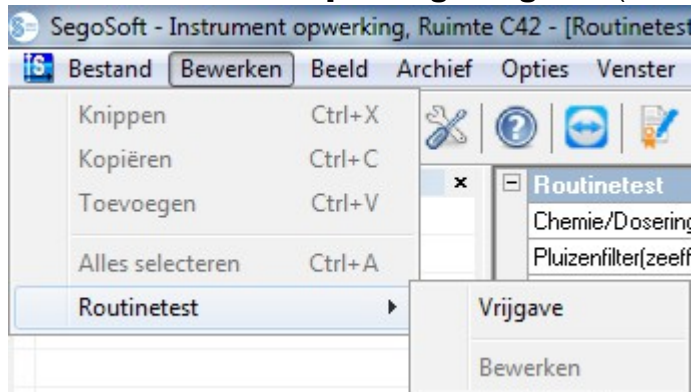 SegoSoft - Instrument opwerking, Ruimte C42 - [Routinetest
Bestand Bewerken Beeld Archief Opties Venster
Knippen Ctrl+X
Kopiëren Ctrl+C
Toevoegen Ctrl+V
Alles selecteren Ctrl+A
Routinetest
Routinetest
Chemie/Dosering
Pluizenfilter(zeeff
Vrijgave
Bewerken